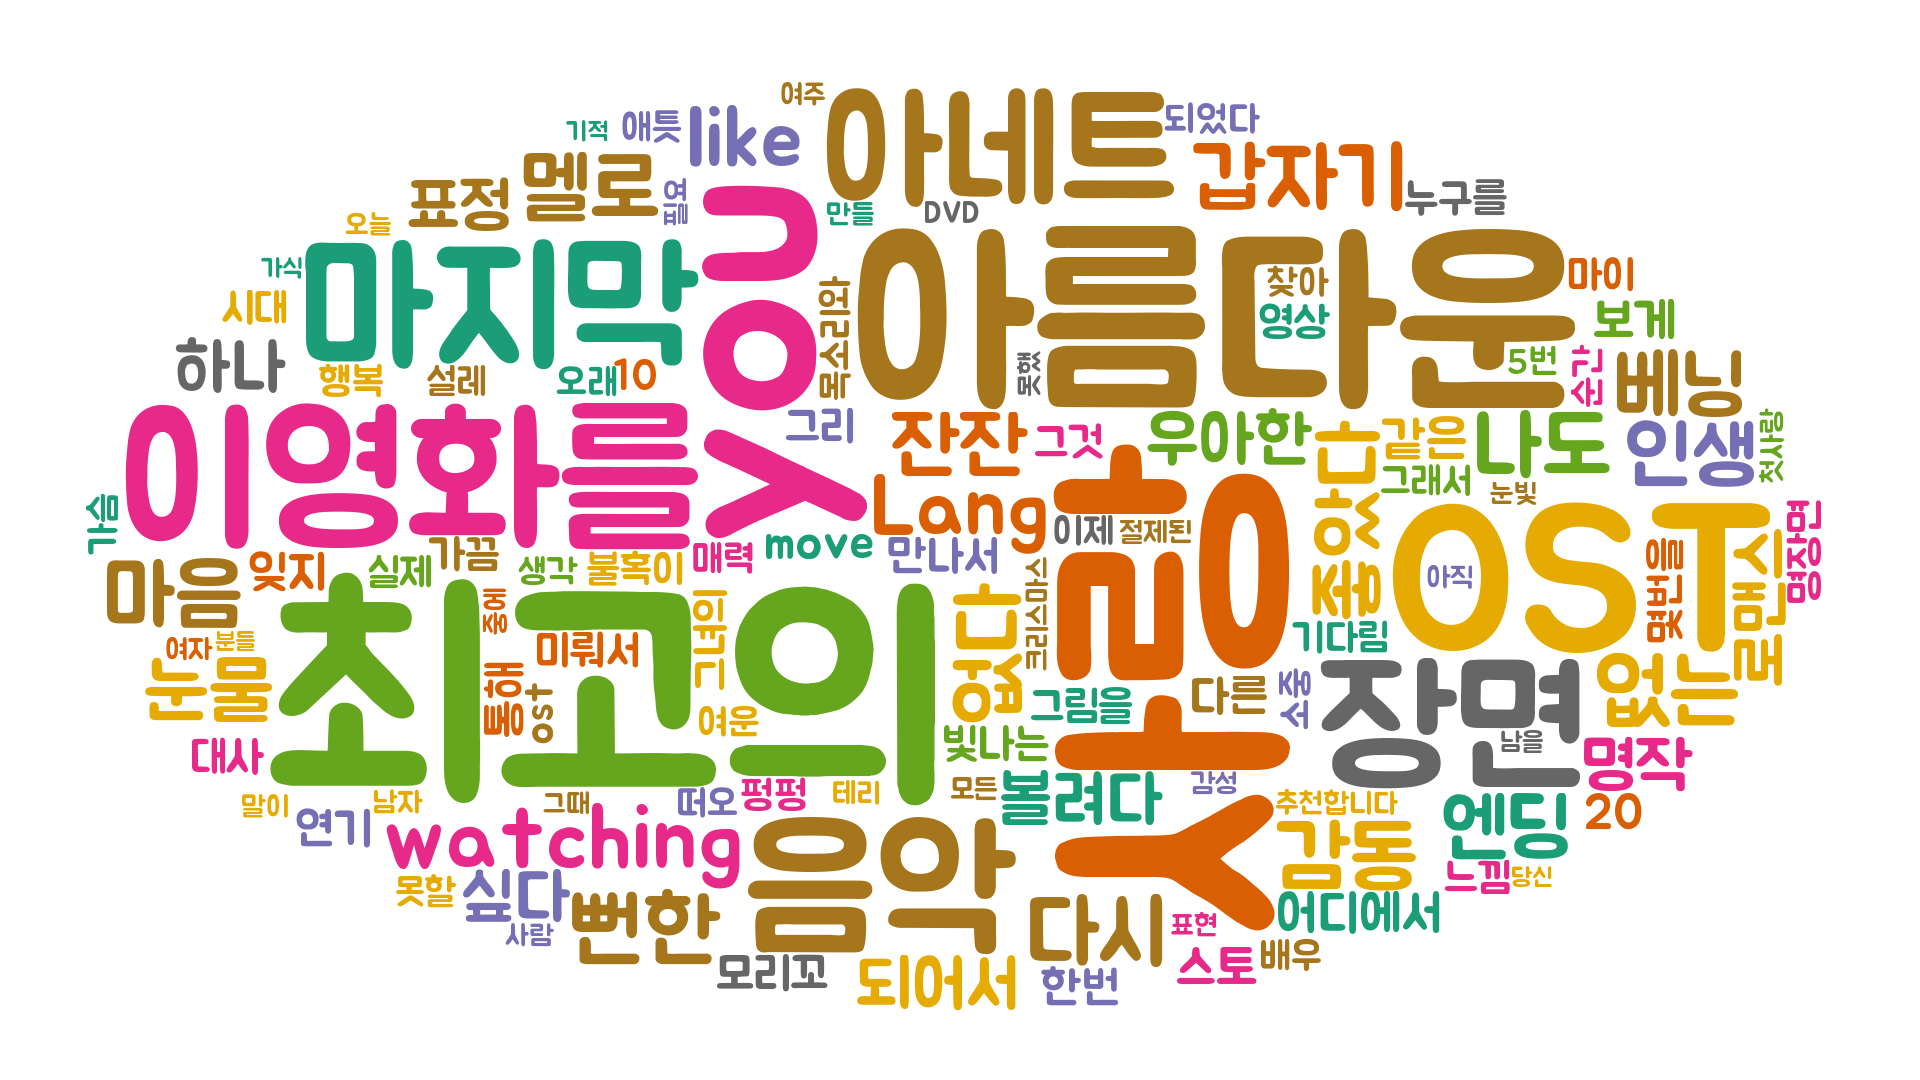 여주
아네트
like
애틋
기적
되었다
갑자기
누구를
멜로
표정
필여
you
만들
DVD
오늘
마지막
아름다운
찾아
영상
마이
보게
가식
시대
목소리와
하나
행복
설레
오래
10
못했
5번
순간
베닝
이영화를
그리
잔잔
그것
우아한
좋았다
같은
그래서
나도
인생
첫사랑
눈빛
가슴
Lang
사랑
이제
절제된
OST
아직
몇번을
로맨스
명장면
마음
잊지
실제
가끔
생각
불혹이
매력
move
만나서
최고의
중에
그녀의
없다
크리스마스
기다림
여자
분들
눈물
미뤄서
통해
ost
여운
그림을
다른
소중
장면
남을
없는
대사
빛나는
명작
말이
남자
그때
떠오
펑펑
테리
모든
볼려다
감성
추천합니다
연기
watching
음악
감동
엔딩
20
못할
싶다
사람
뻔한
다시
표현
어디에서
느낌
당신
모리꼬
되어서
한번
스토
배우